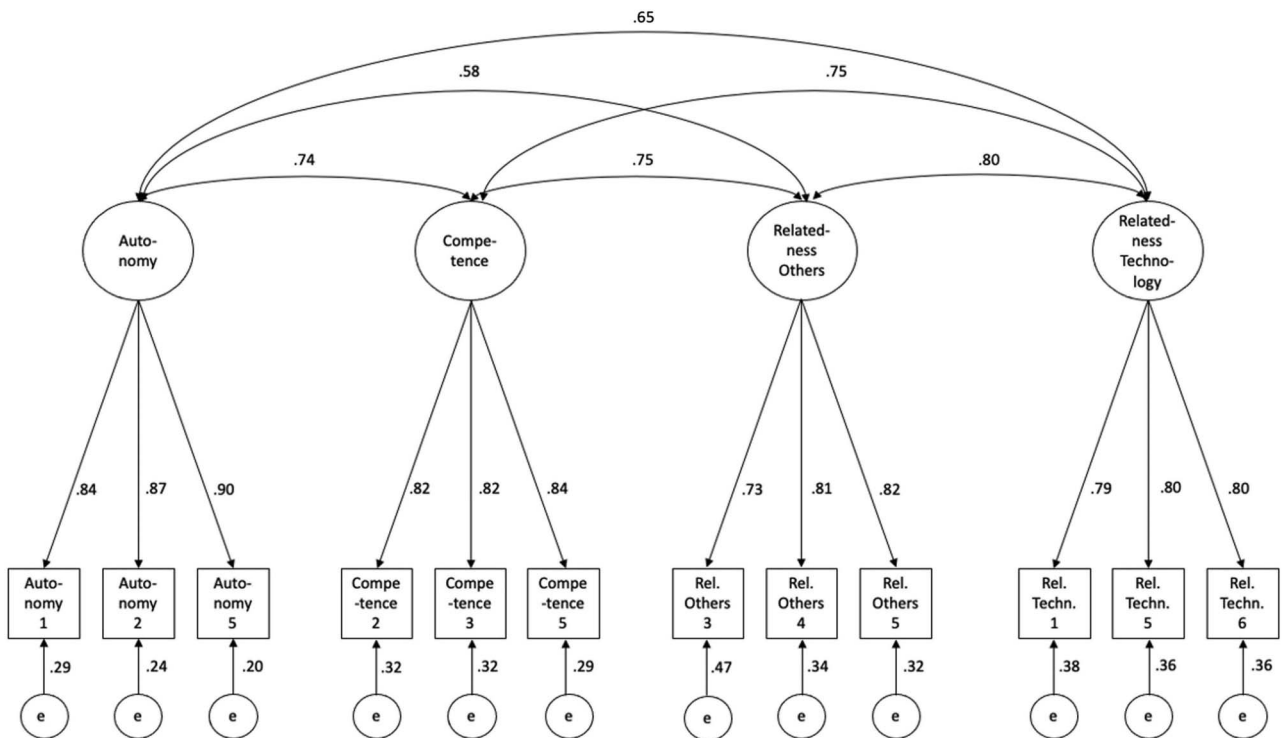 .65
.58
.75
.74
.75
.80
Auto-
nomy
Compe-
tence
Related-
ness
Others
Related-
ness
Techno-
logy
.84
.87
.90
.82
.82
.84
.73
.81
.82
.79
.80
.80
Auto-
nomy
1
Auto-
nomy
2
Auto-
nomy
5
Compe
-tence
2
Compe
-tence
3
Compe
-tence
5
Rel.
Others
3
Rel.
Others
4
Rel.
Others
5
Rel.
Techn.
1
Rel.
Techn.
5
Rel.
Techn.
6
.29
.24
.20
.32
.32
.29
.47
.34
.32
.38
.36
.36
e
e
e
e
e
e
e
e
e
e
e
e